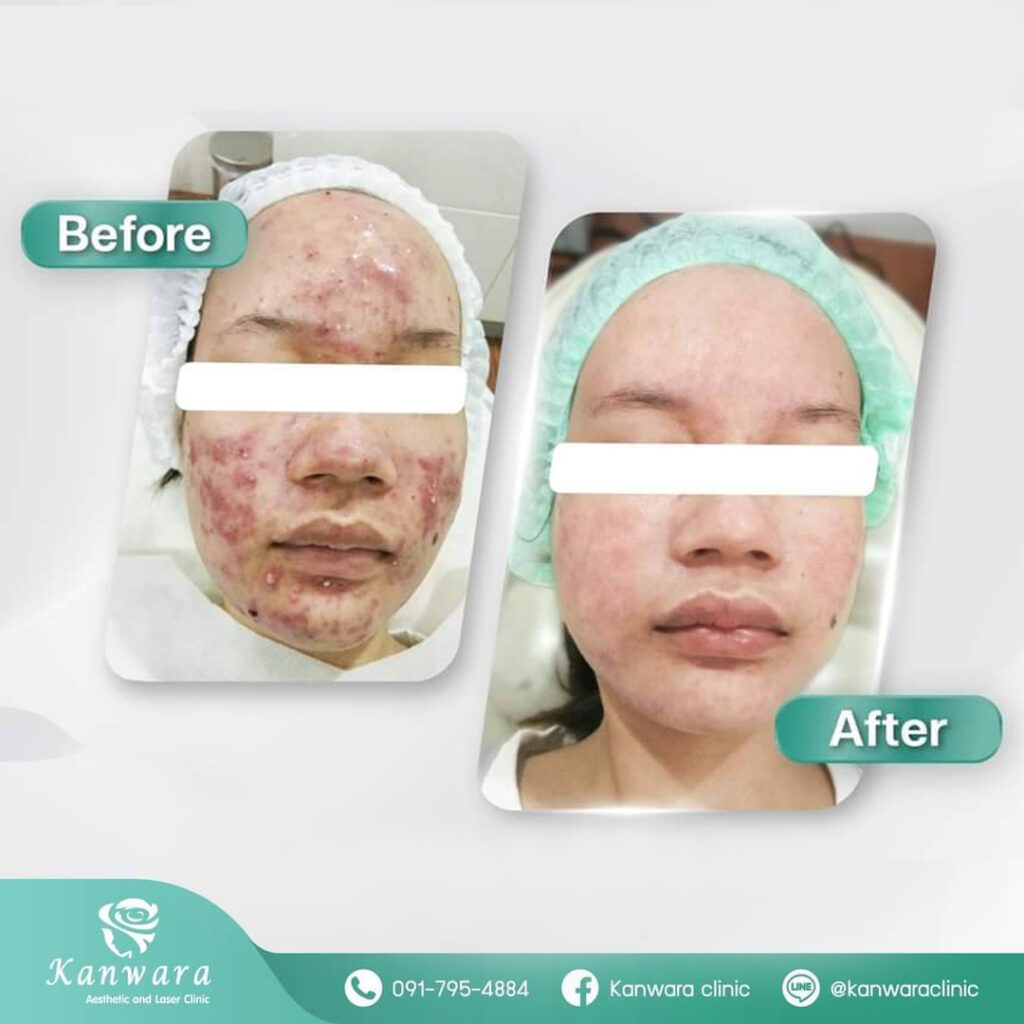 Before
After
Kanwara
Aesthetic and Laser Clinic
091-795-4884
Kanwara clinic
LINE
@kanwaraclinic